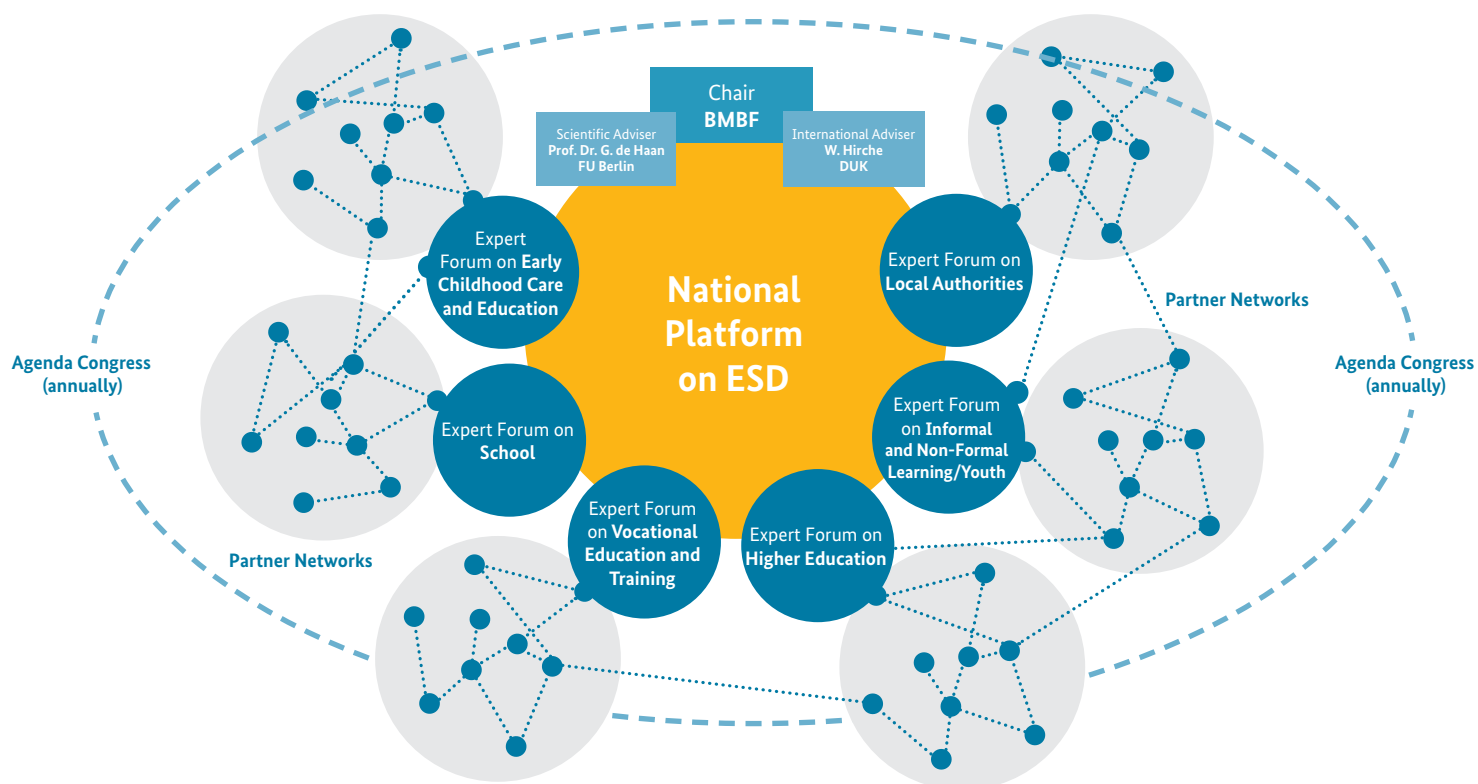 Chair
BMBF
Scientific Adviser
Prof. Dr. G. de Haan
FU Berlin
International Adviser
W. Hirche
DUK
National
Platform
on ESD
Expert
Forum on Early
Childhood Care
and Education
Expert Forum on
Local Authorities
Partner Networks
Agenda Congress
(annually)
Agenda Congress
(annually)
Expert Forum on
School
Expert Forum
on Informal
and Non-Formal
Learning/Youth
Expert Forum
on Vocational
Education and
Training
Expert Forum on
Higher Education
Partner Networks